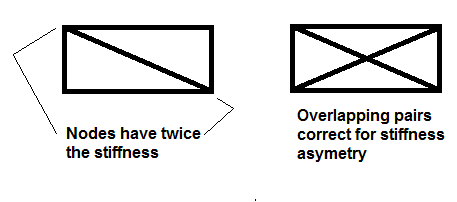 Nodes have twice
the stiffness
Overlapping pairs
correct for stiffness
asymetry